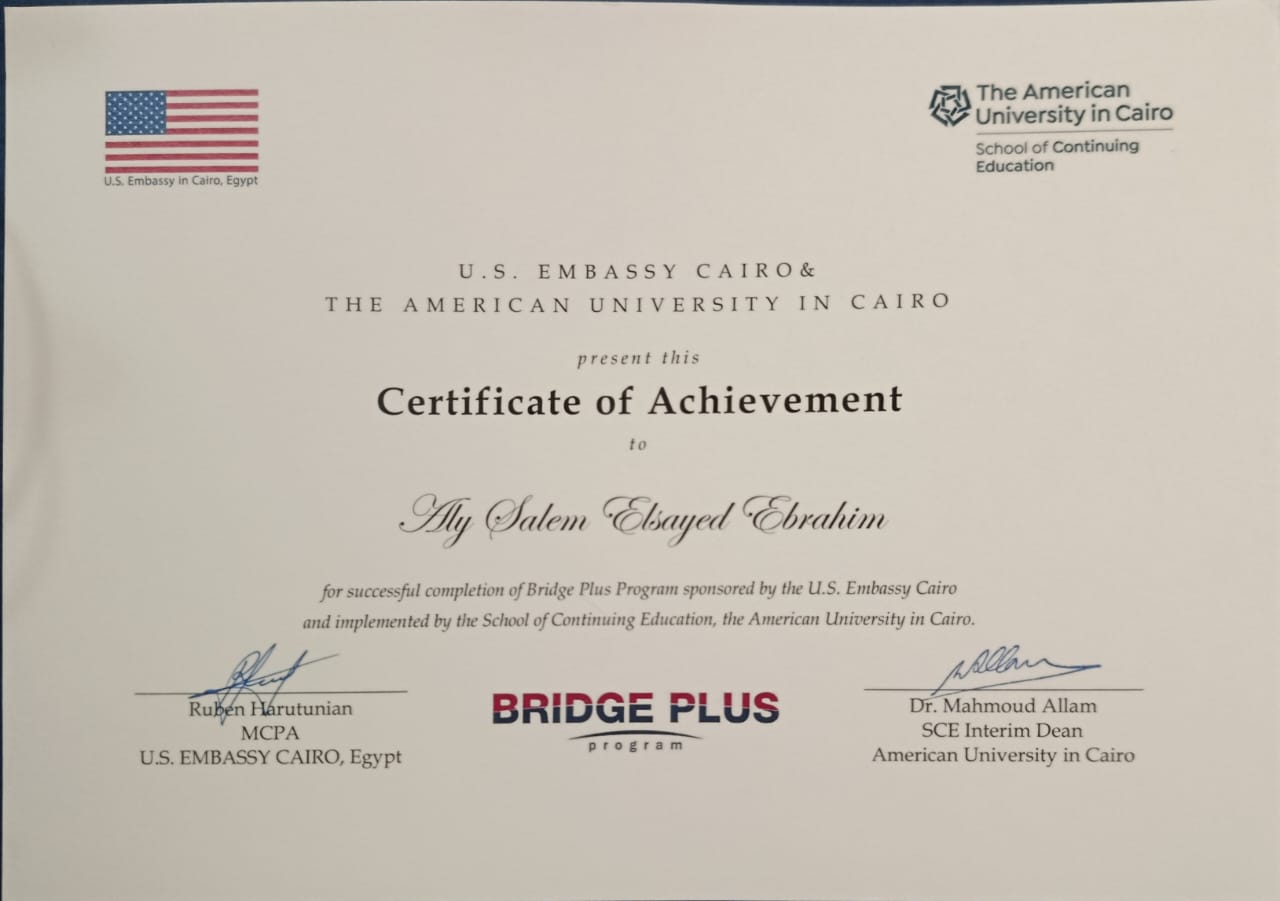 U.S. Embassy in Cairo, Egypt
The American
University in Cairo
School of Continuing
Education
U.S. EMBASSY CAIRO&
THE AMERICAN UNIVERSITY IN CAIRO
present this
Certificate of Achievement
to
Aly Salem Elsayed Ebrahim
for successful completion of Bridge Plus Program sponsored by the U.S. Embassy Cairo
and implemented by the School of Continuing Education, the American University in Cairo.
Ruben Harutunian
MCPA
U.S. EMBASSY CAIRO, Egypt
BRIDGE PLUS
program
Dr. Mahmoud Allam
SCE Interim Dean
American University in Cairo